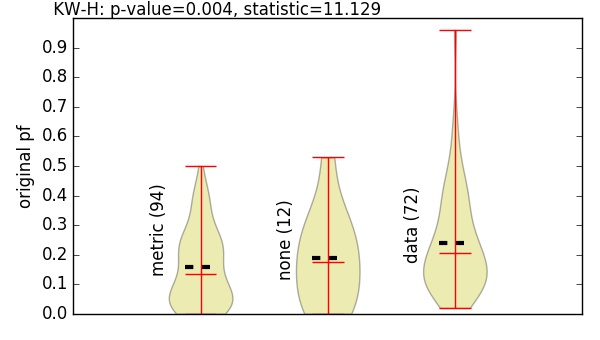 KW-H: p-value=0.004, statistic=11.129
original pf
0.9
0.8
0.7
0.6
0.5
0.4
0.3
0.2
0.1
0.0
metric (94)
none (12)
data (72)